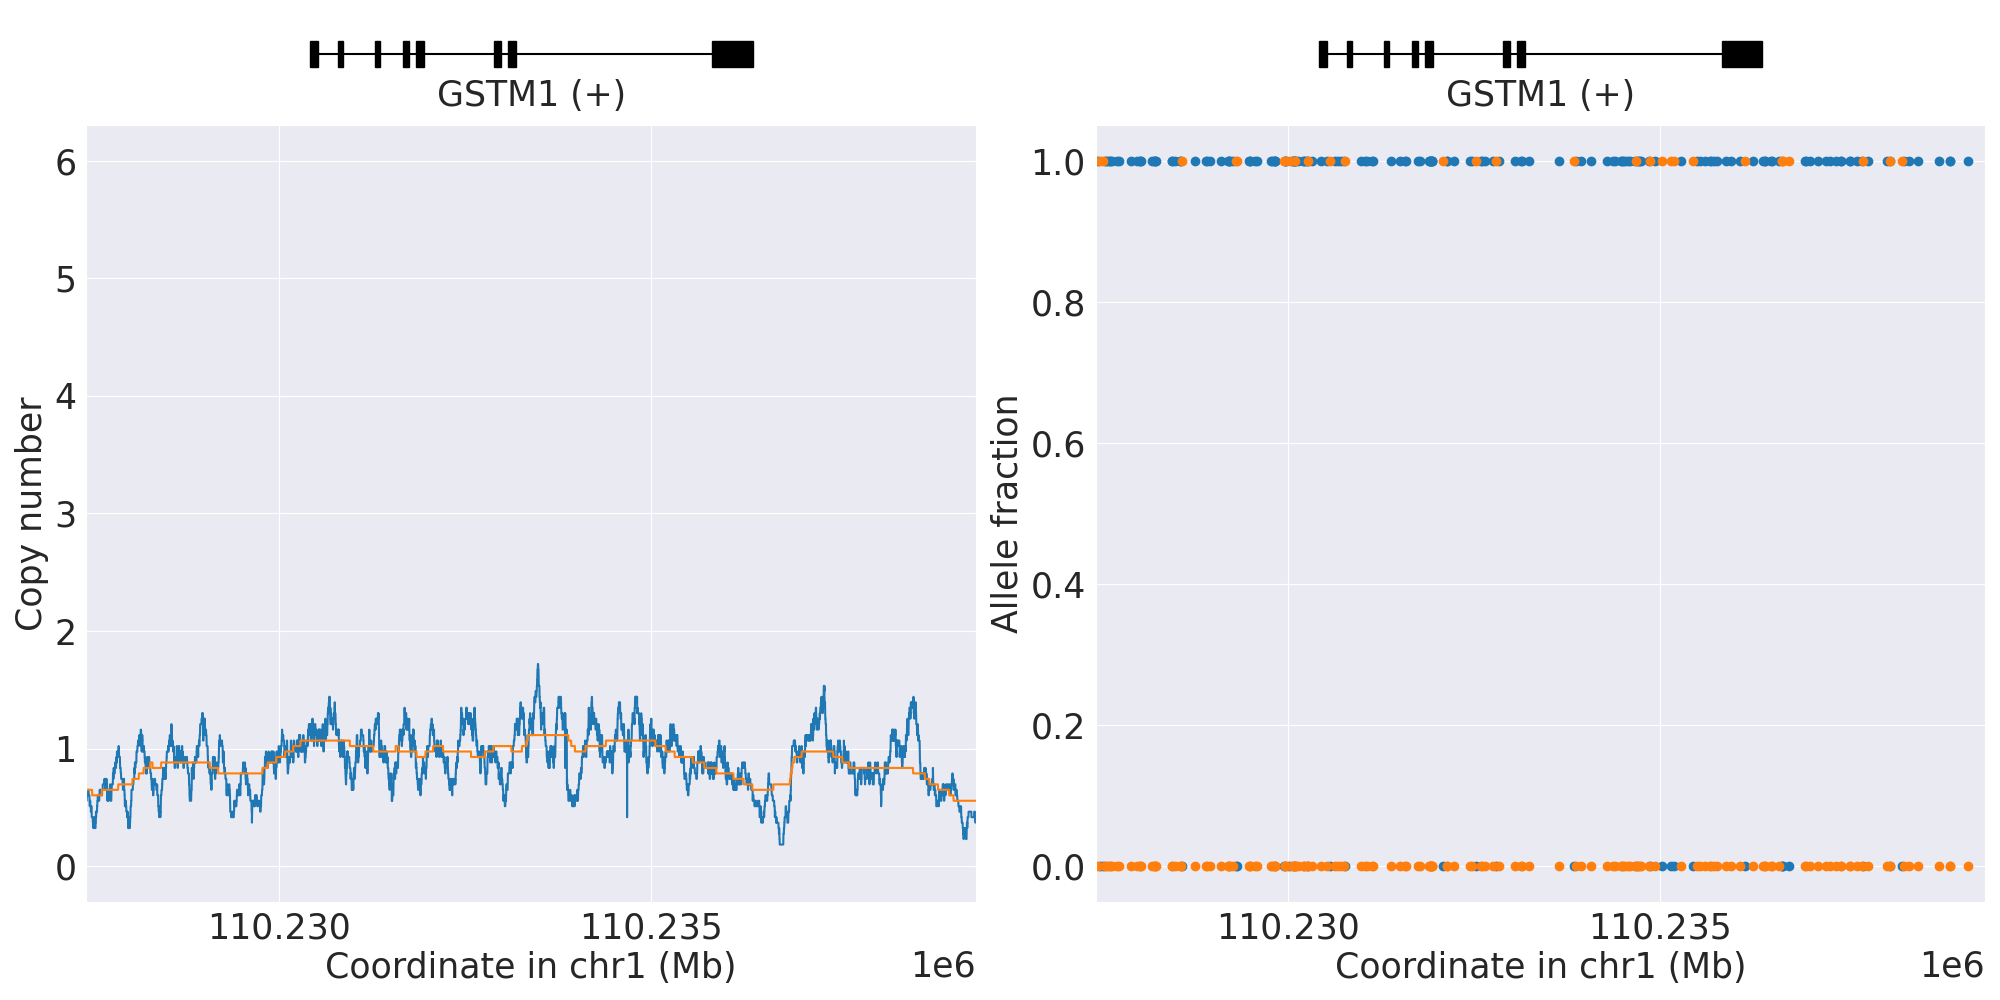 GSTM1 (+)
6
5
4
3
2
1
0
Copy number
110.230
110.235
Coordinate in chr1 (Mb)
1e6
GSTM1 (+)
1.0
0.8
0.6
0.4
0.2
0.0
Allele fraction
110.230
110.235
Coordinate in chr1 (Mb)
1e6